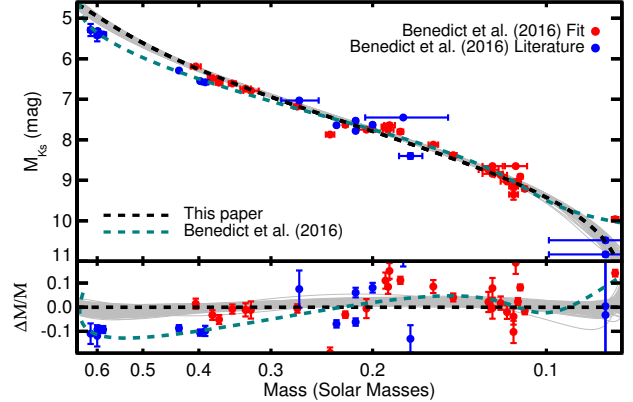 Benedict et al. (2016) Fit
Benedict et al. (2016) Literature
5
6
7
8
9
10
11
M_Ks (mag)
This paper
Benedict et al. (2016)
0.1
0.0
-0.1
ΔM/M
0.6 0.5 0.4 0.3 0.2 0.1
Mass (Solar Masses)